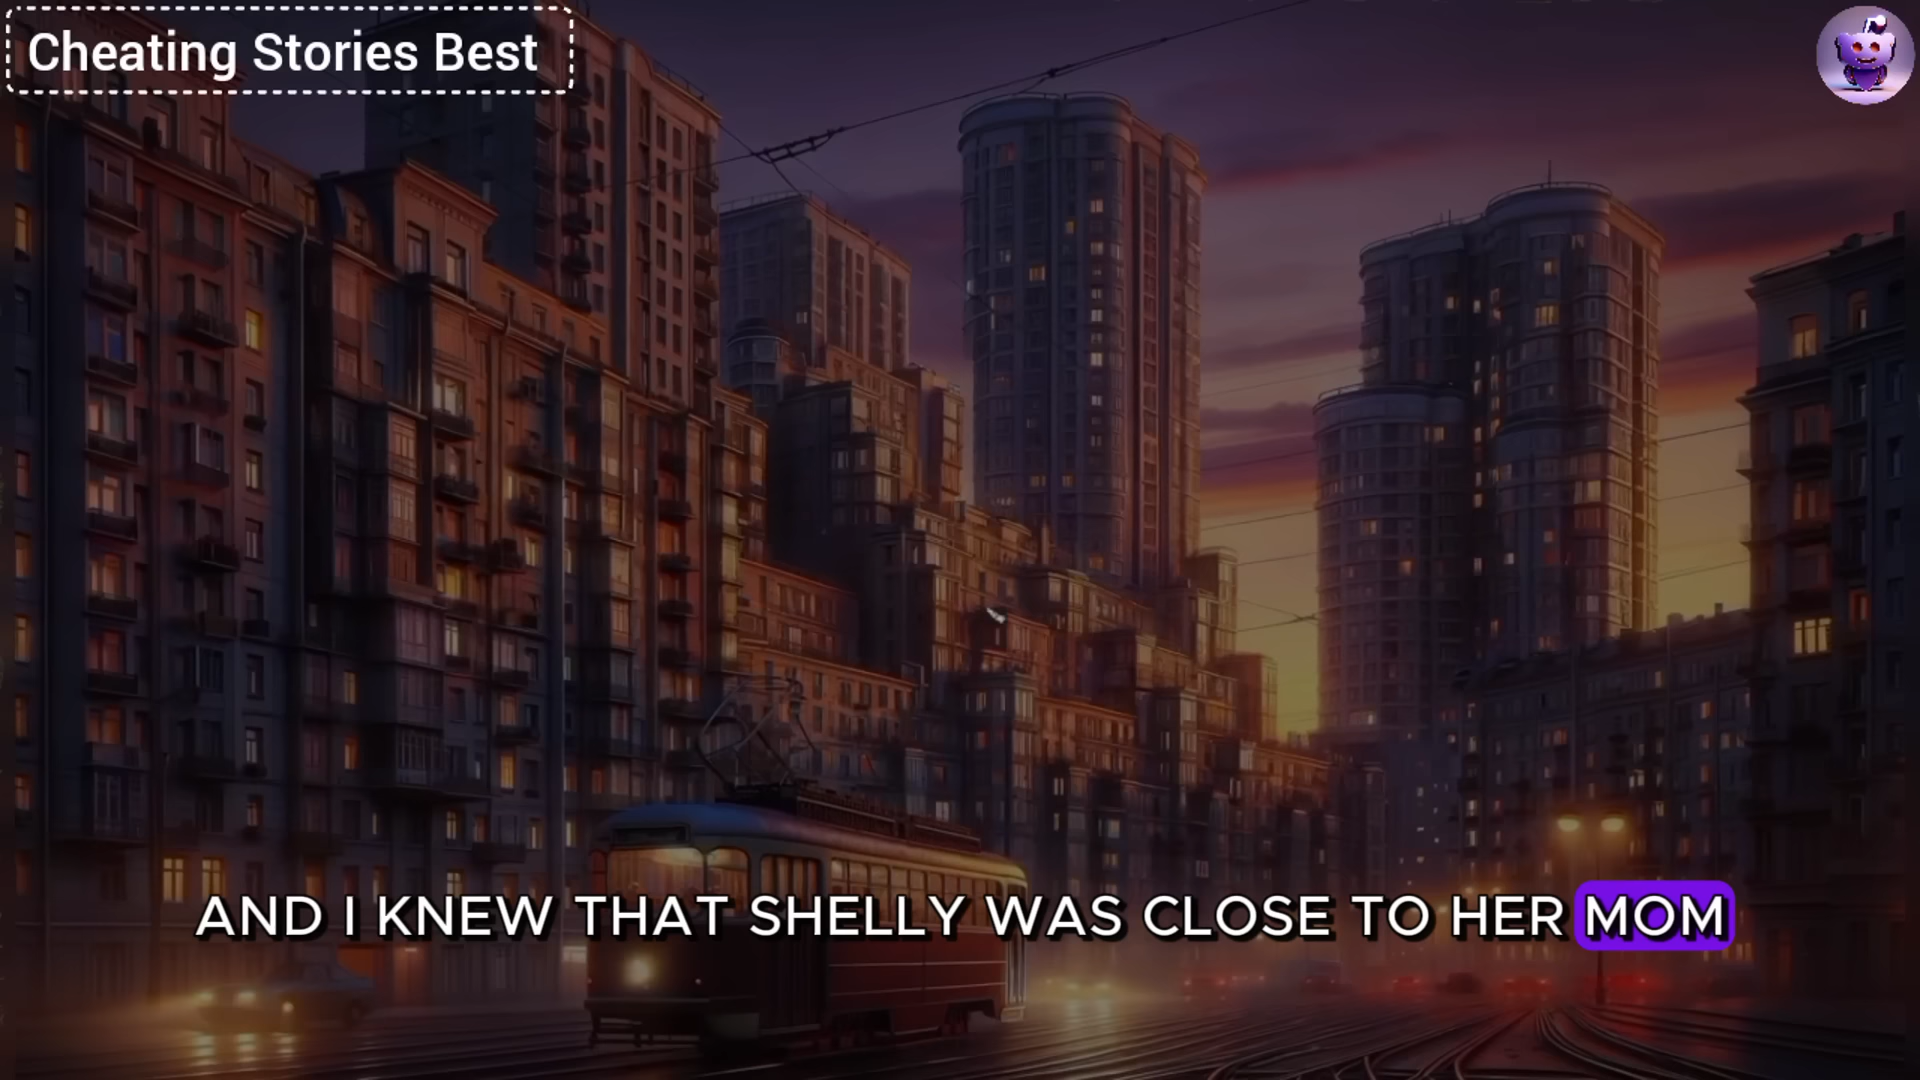 Cheating Stories Best
AND I KNEW THAT SHELLY WAS CLOSE TO HER MOM